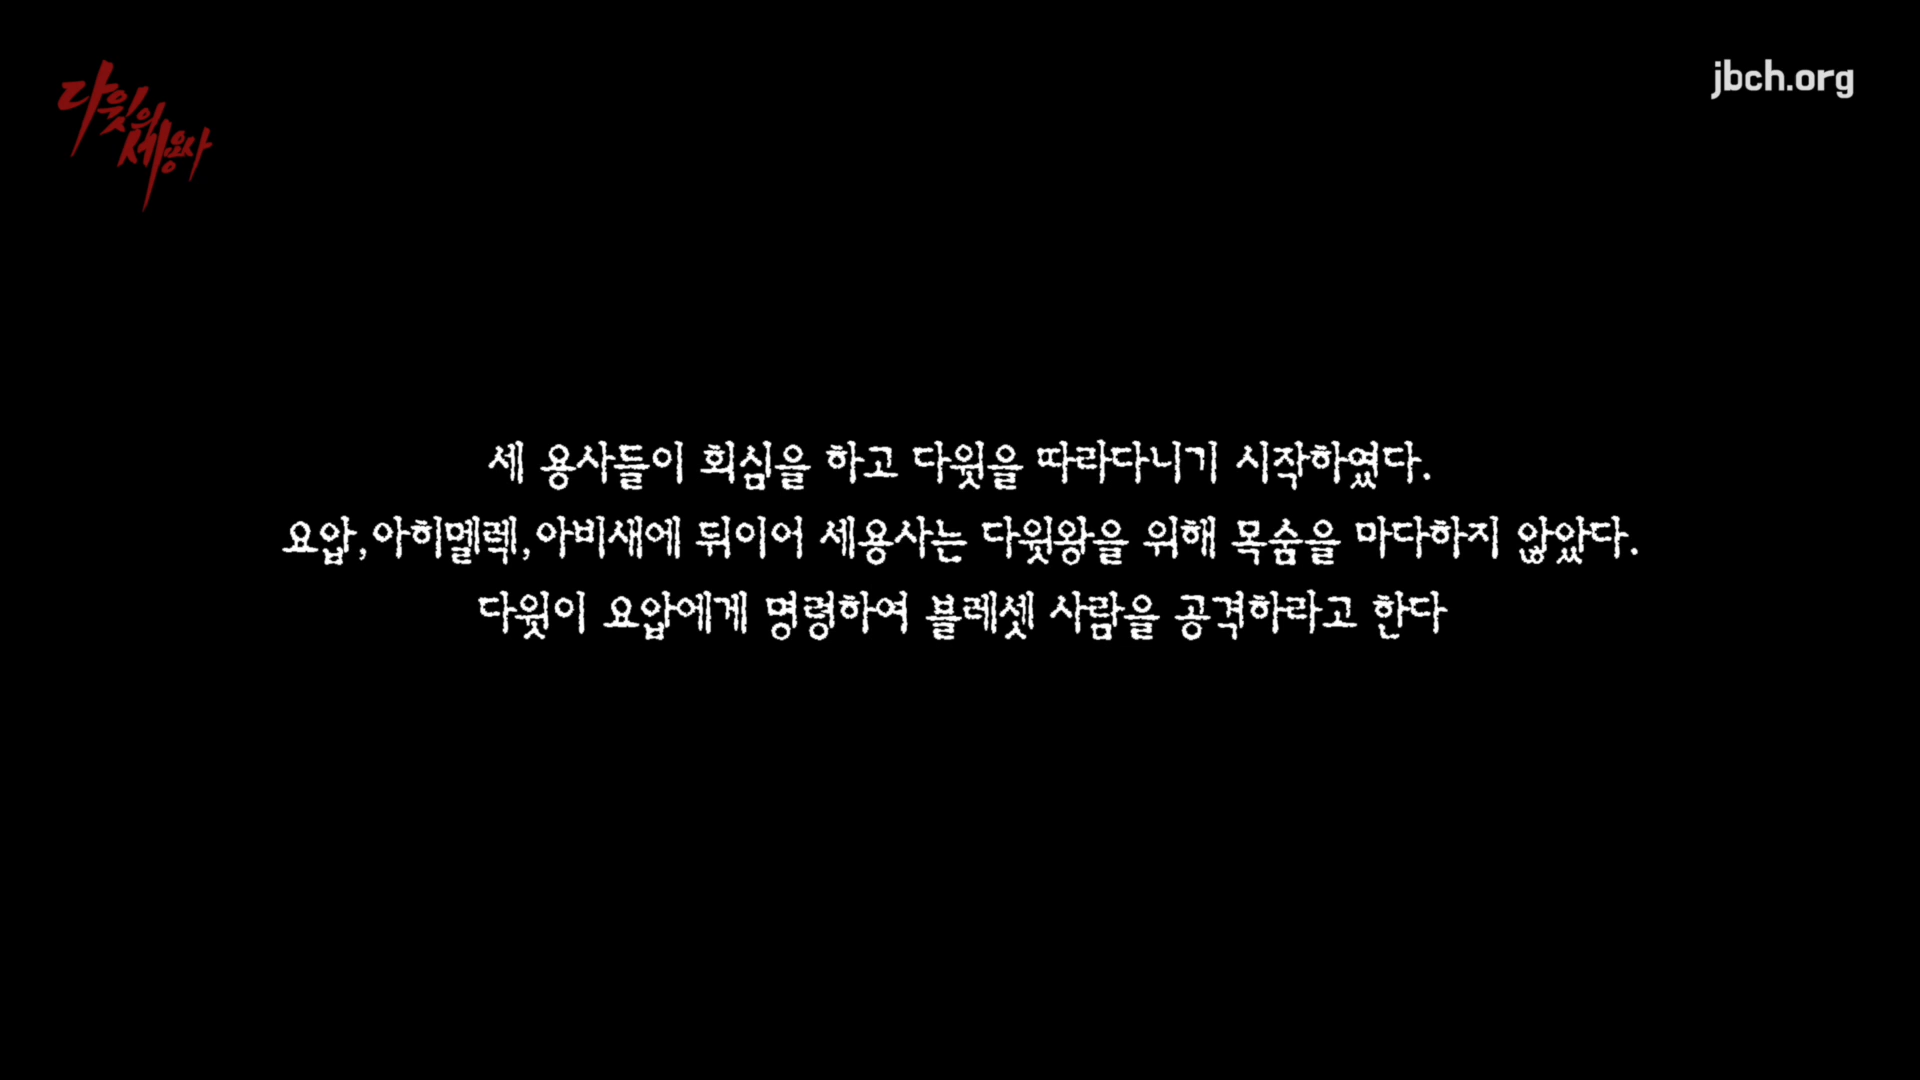 다윗의
세용사
jbch.org
세 용사들이 회심을 하고 다윗을 따라다니기 시작하였다.
요압,아히멜렉,아비새에 뒤이어 세용사는 다윗왕을 위해 목숨을 마다하지 않았다.
다윗이 요압에게 명령하여 블레셋 사람을 공격하라고 한다